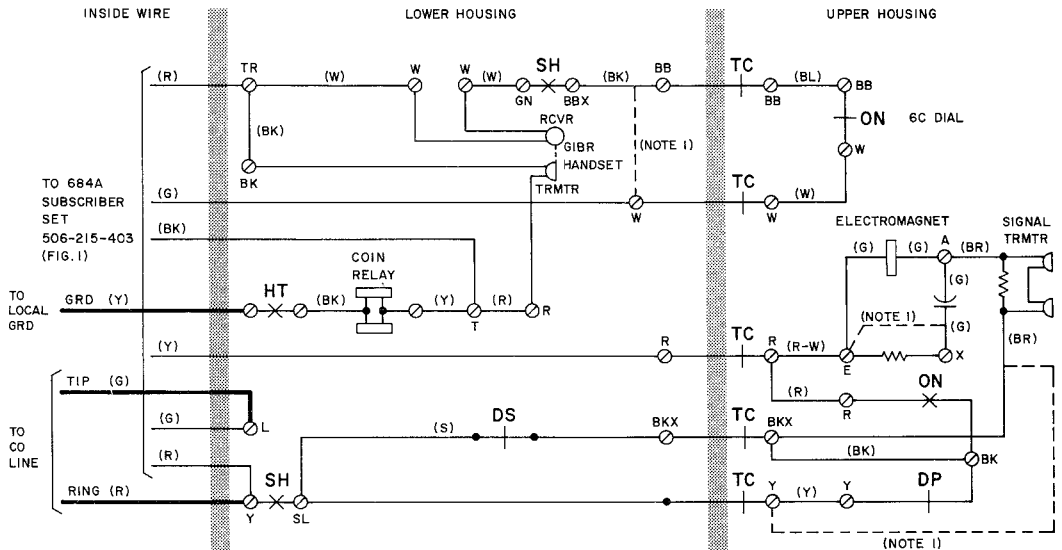 INSIDE WIRE
LOWER HOUSING
UPPER HOUSING
(R)
TR
(W)
W
W
(W)
SH
(BK)
BB
TC
(BL)
BB
GN
BBX
BB
RCVR
ON
6C DIAL
(BK)
GIBR
(NOTE 1)
W
HANDSET
BK
TRMTR
TC
TO 684A
SUBSCRIBER
SET
506-215-403
(FIG. 1)
(G)
W
W
(W)
(BK)
ELECTROMAGNET
SIGNAL
TRMTR
A
(G)
(G)
(BR)
COIN
RELAY
(G)
TO
LOCAL
GRD
GRD (Y)
HT
(BK)
(Y)
(R)
R
T
(NOTE 1)
(G)
(BR)
(Y)
R
TC
R
(R-W)
E
X
TIP (G)
(R)
R
ON
TO
CO
LINE
(G)
L
(S)
DS
BKX
TC
BKX
(BK)
BK
(R)
RING (R)
Y
SH
SL
TC
Y
(Y)
Y
DP
(NOTE 1)